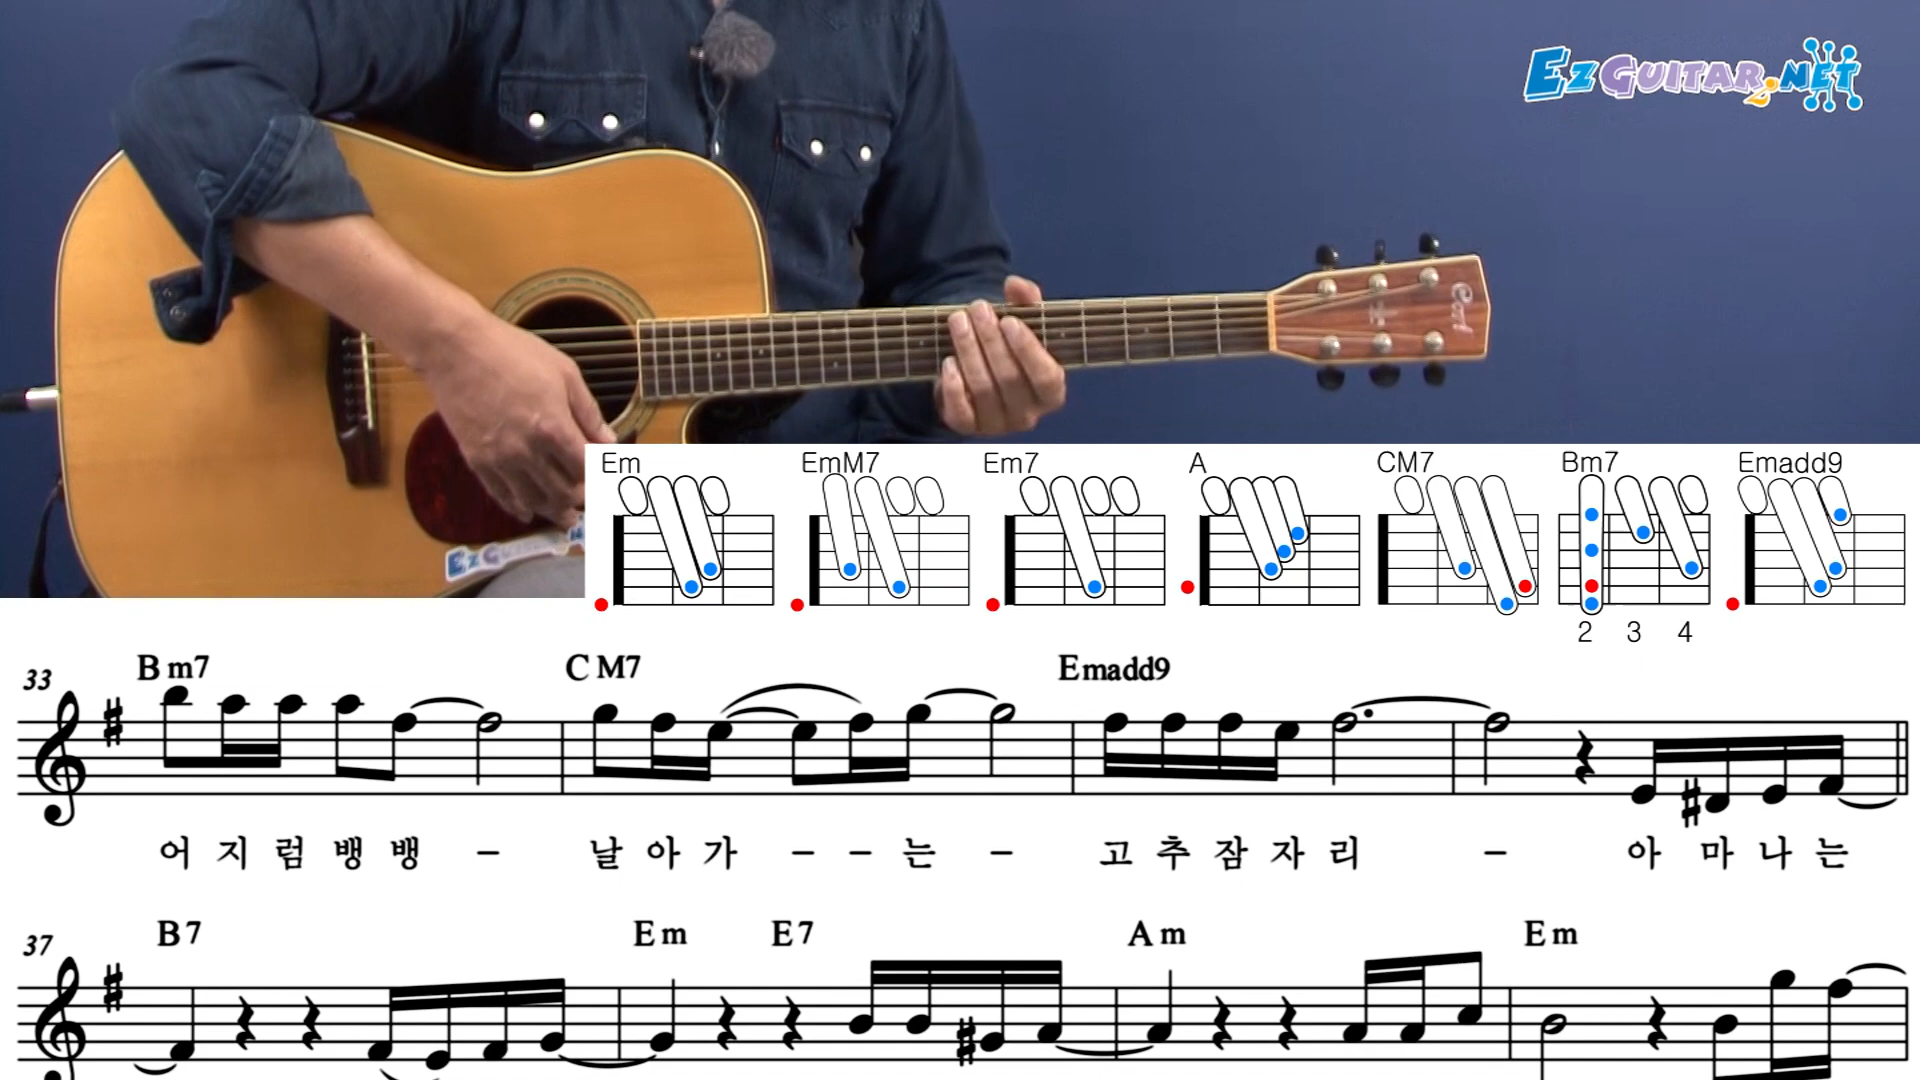 EzGuitar2.net
Cort
Em EmM7 Em7 A CM7 Bm7 Emadd9
2 3 4
33 Bm7 CM7 Emadd9
어 지 럼 뱅 뱅 – 날 아 가 – – 는 – 고 추 잠 자 리 – 아 마 나 는
37 B7 Em E7 Am Em